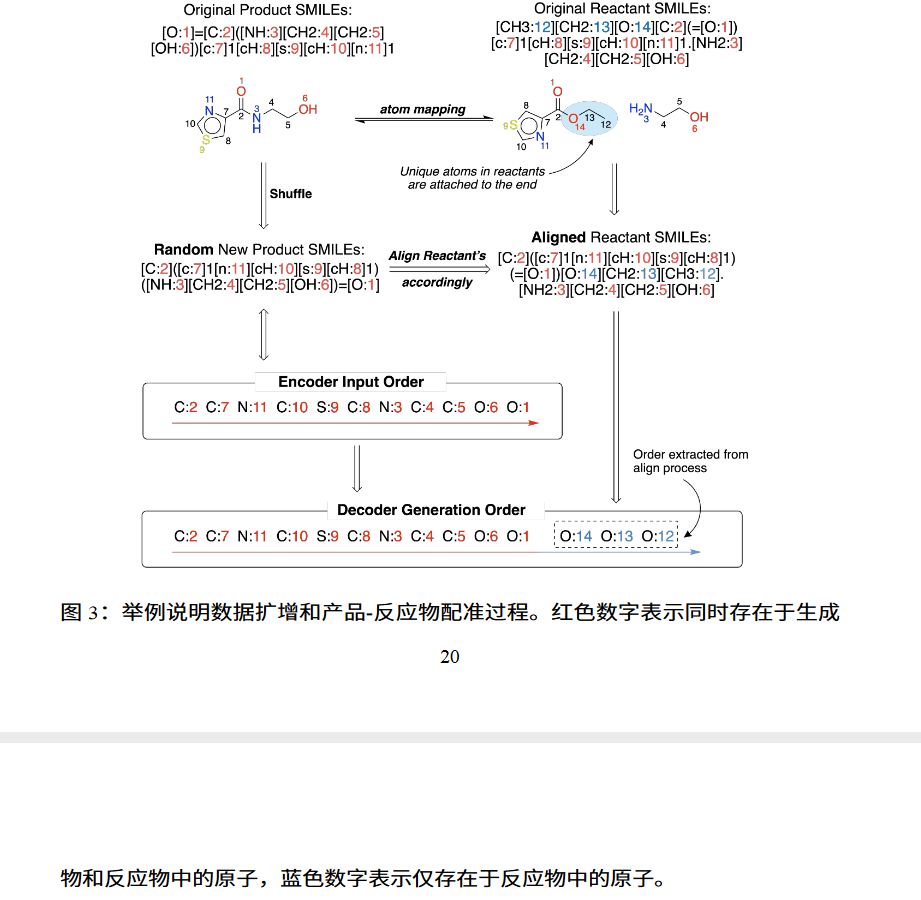 Original Product SMILEs:
[O:1]=[C:2]([NH:3][CH2:4][CH2:5]
[OH:6])[c:7]1[cH:8][s:9][cH:10][n:11]1
Original Reactant SMILEs:
[CH3:12][CH2:13][O:14][C:2](=[O:1])
[c:7]1[cH:8][s:9][cH:10][n:11]1.[NH2:3]
[CH2:4][CH2:5][OH:6]
1
O
11
N
7
2
3
N
H
4
5
6
OH
10
S
9
8
atom mapping
1
O
8
7
2
O
14
13
12
9
S
10
N
11
H₂N
3
4
5
OH
6
Unique atoms in reactants
are attached to the end
Shuffle
Random New Product SMILEs:
[C:2]([c:7]1[n:11][cH:10][s:9][cH:8]1)
([NH:3][CH2:4][CH2:5][OH:6])=[O:1]
Align Reactant's
accordingly
Aligned Reactant SMILEs:
[C:2]([c:7]1[n:11][cH:10][s:9][cH:8]1)
(=[O:1])[O:14][CH2:13][CH3:12].
[NH2:3][CH2:4][CH2:5][OH:6]
Encoder Input Order
C:2 C:7 N:11 C:10 S:9 C:8 N:3 C:4 C:5 O:6 O:1
Order extracted from
align process
Decoder Generation Order
C:2 C:7 N:11 C:10 S:9 C:8 N:3 C:4 C:5 O:6 O:1 O:14 O:13 O:12
图 3：举例说明数据扩增和产品-反应物配准过程。红色数字表示同时存在于生成
20
物和反应物中的原子，蓝色数字表示仅存在于反应物中的原子。